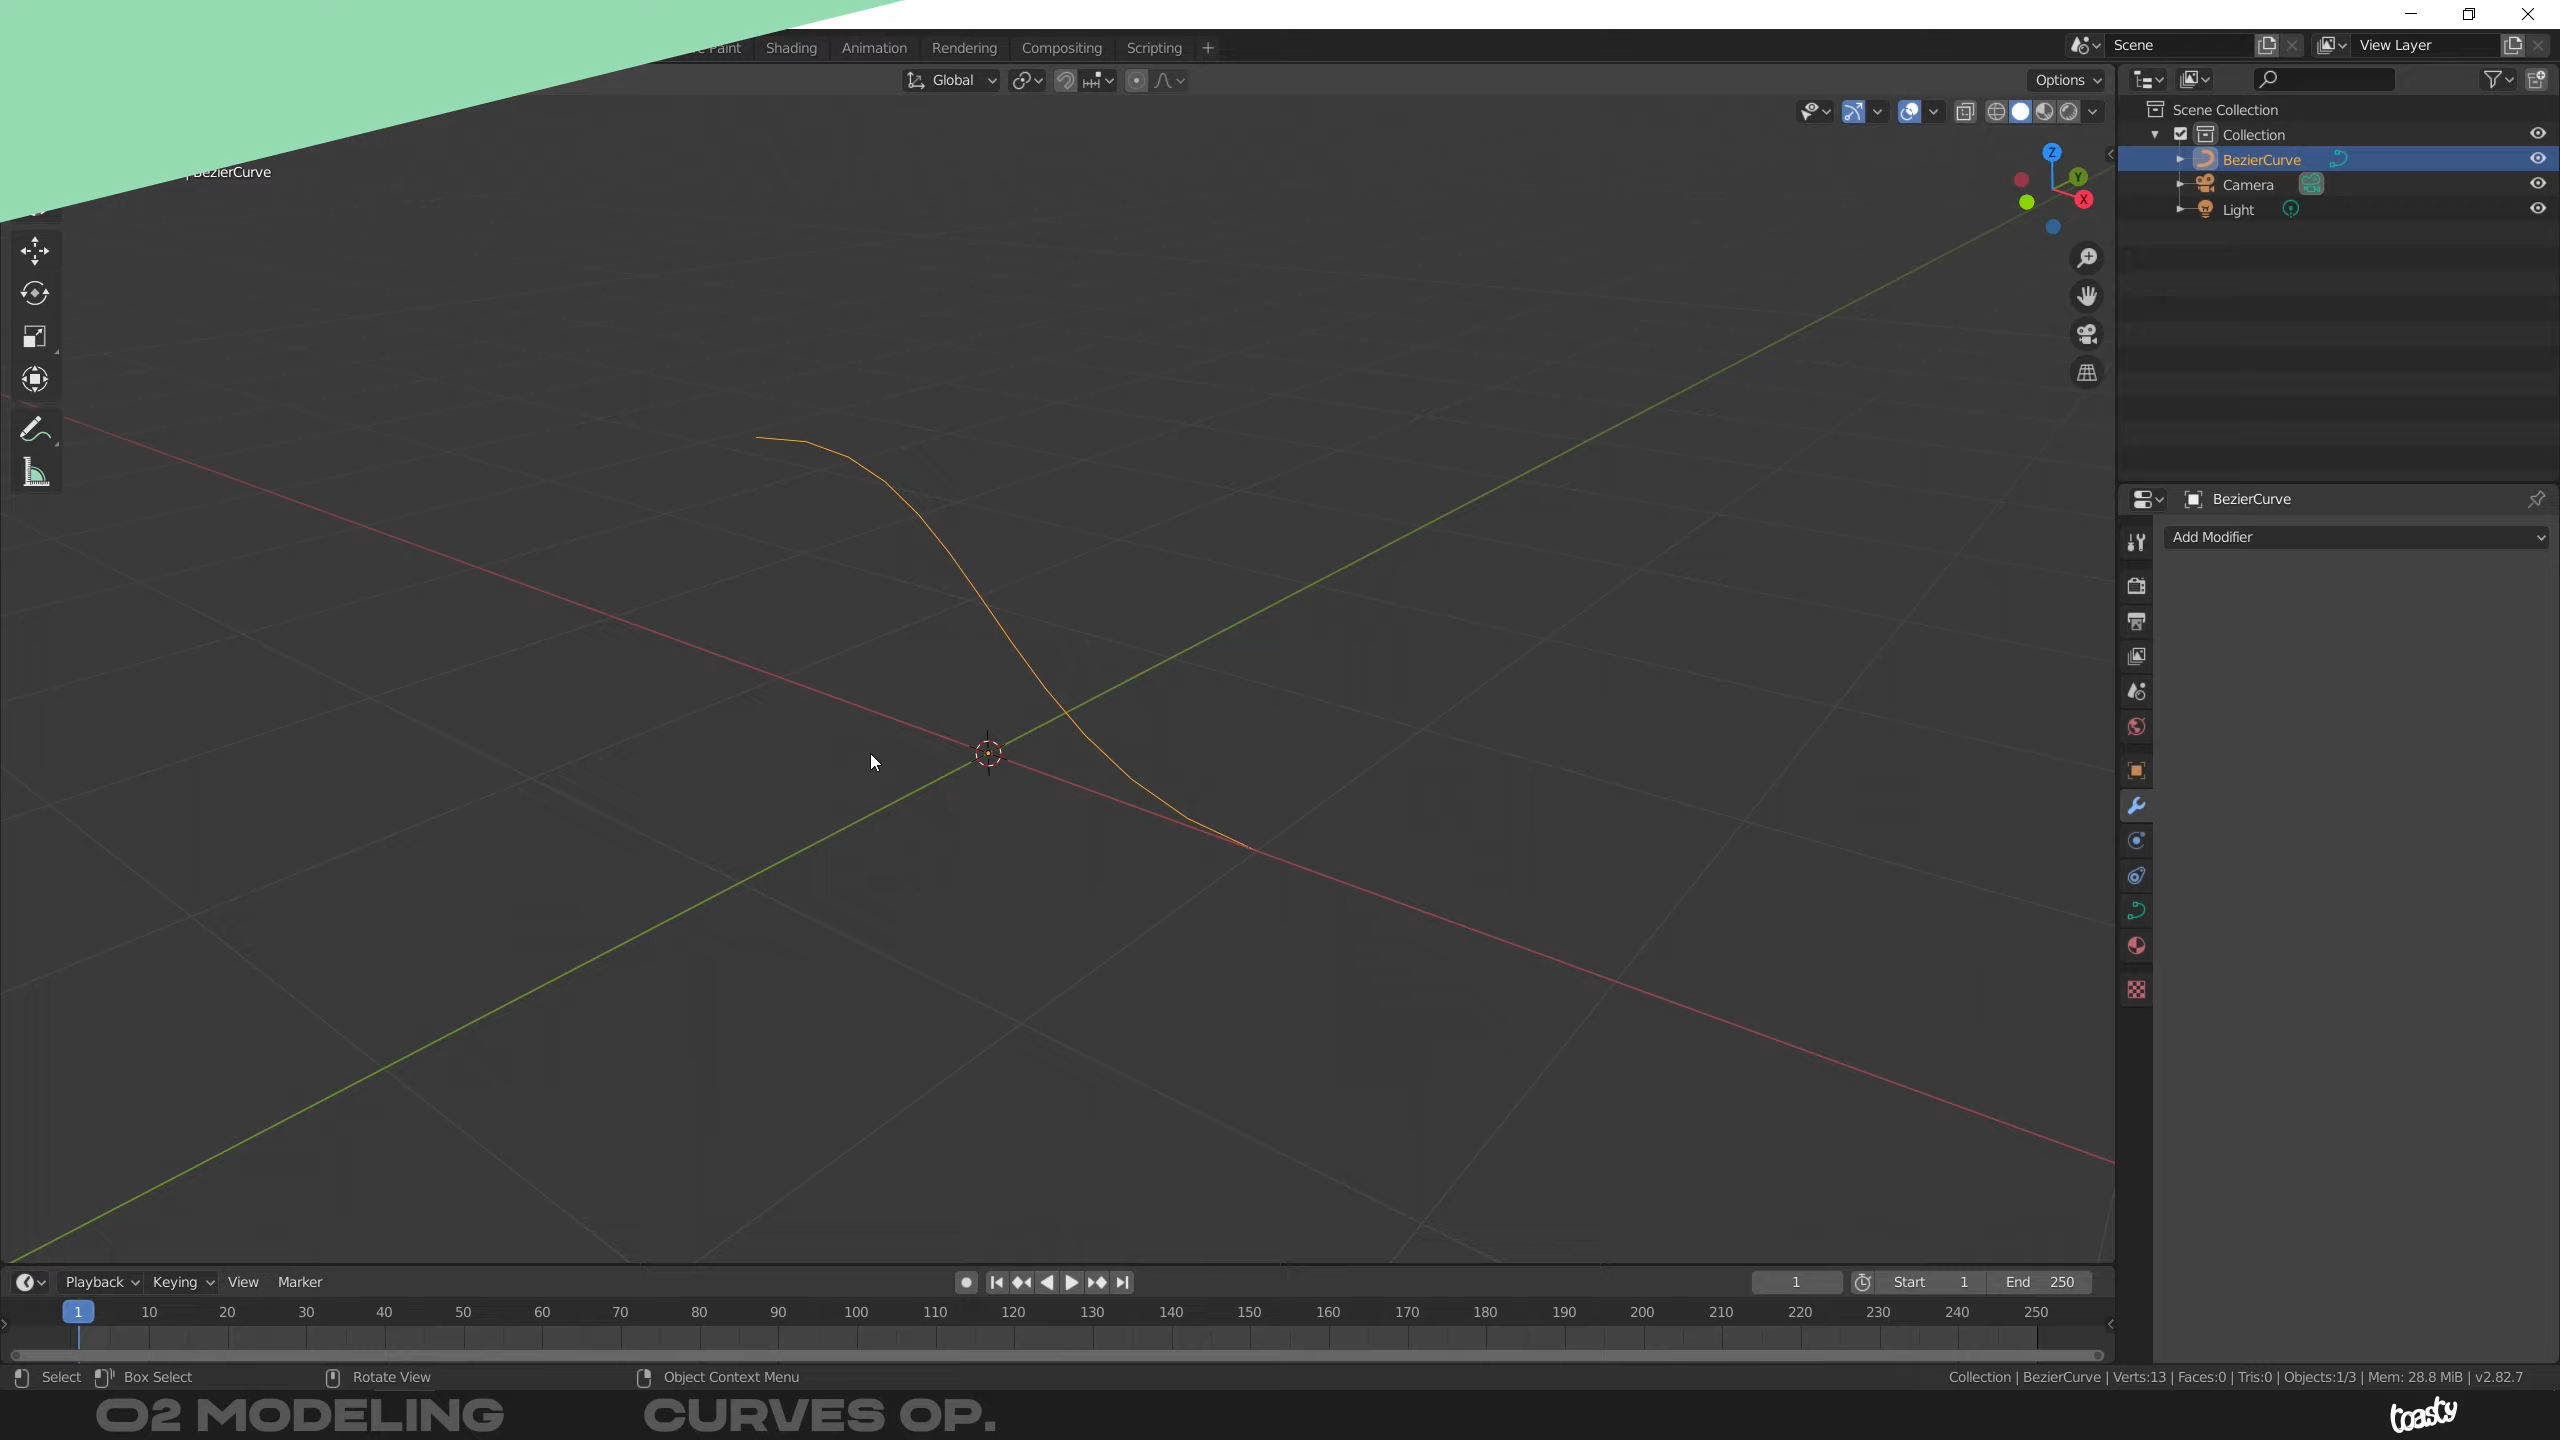 Shading Animation Rendering Compositing Scripting +
Scene
View Layer
Global
Options
Scene Collection
Collection
BezierCurve
Camera
Light
BezierCurve
Z
Y
X
BezierCurve
Add Modifier
Playback Keying View Marker
1
Start 1
End 250
1 10 20 30 40 50 60 70 80 90 100 110 120 130 140 150 160 170 180 190 200 210 220 230 240 250
Select Box Select Rotate View Object Context Menu
Collection | BezierCurve | Verts:13 | Faces:0 | Tris:0 | Objects:1/3 | Mem: 28.8 MiB | v2.82.7
02 MODELING CURVES OP.
toasty